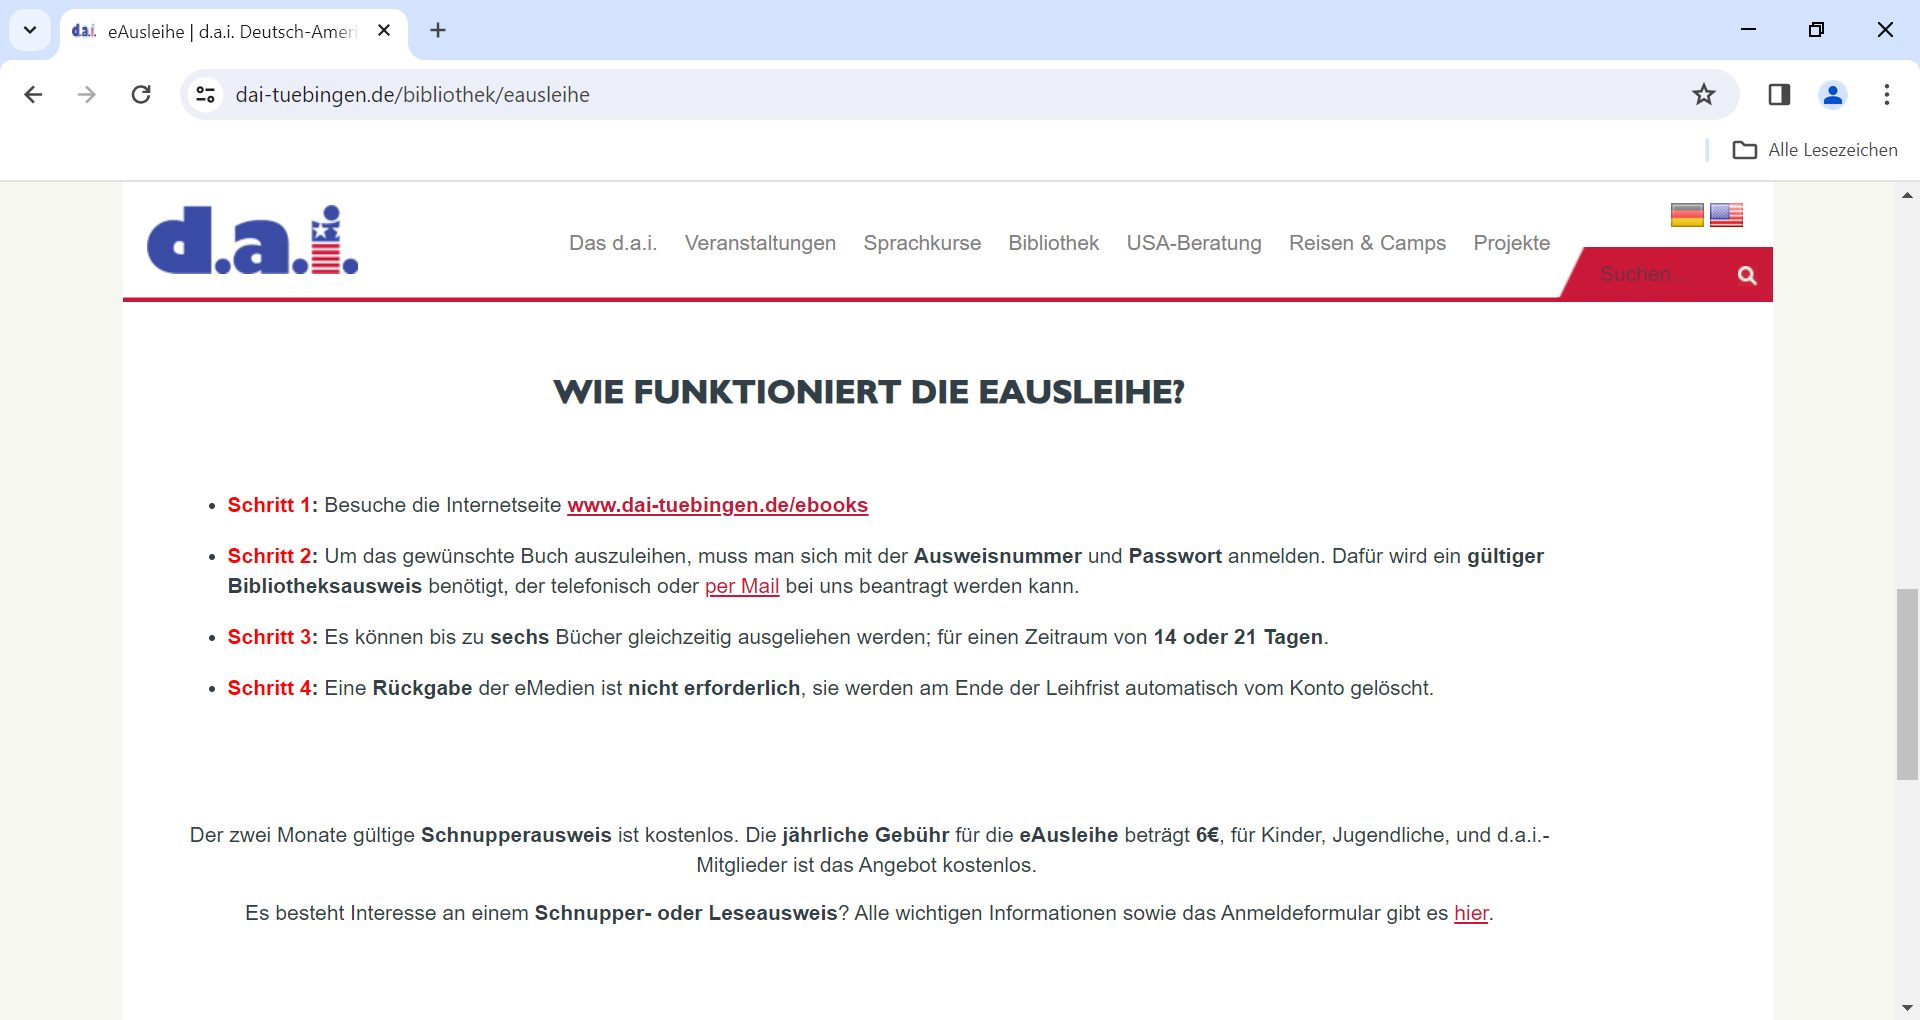 d.a.i. eAusleihe | d.a.i. Deutsch-Ameri
dai-tuebingen.de/bibliothek/eausleihe
Alle Lesezeichen
d.a.i.
Das d.a.i. Veranstaltungen Sprachkurse Bibliothek USA-Beratung Reisen & Camps Projekte
Suchen...
WIE FUNKTIONIERT DIE EAUSLEIHE?
• Schritt 1: Besuche die Internetseite www.dai-tuebingen.de/ebooks
• Schritt 2: Um das gewünschte Buch auszuleihen, muss man sich mit der Ausweisnummer und Passwort anmelden. Dafür wird ein gültiger
Bibliotheksausweis benötigt, der telefonisch oder per Mail bei uns beantragt werden kann.
• Schritt 3: Es können bis zu sechs Bücher gleichzeitig ausgeliehen werden; für einen Zeitraum von 14 oder 21 Tagen.
• Schritt 4: Eine Rückgabe der eMedien ist nicht erforderlich, sie werden am Ende der Leihfrist automatisch vom Konto gelöscht.
Der zwei Monate gültige Schnupperausweis ist kostenlos. Die jährliche Gebühr für die eAusleihe beträgt 6€, für Kinder, Jugendliche, und d.a.i.-
Mitglieder ist das Angebot kostenlos.
Es besteht Interesse an einem Schnupper- oder Leseausweis? Alle wichtigen Informationen sowie das Anmeldeformular gibt es hier.